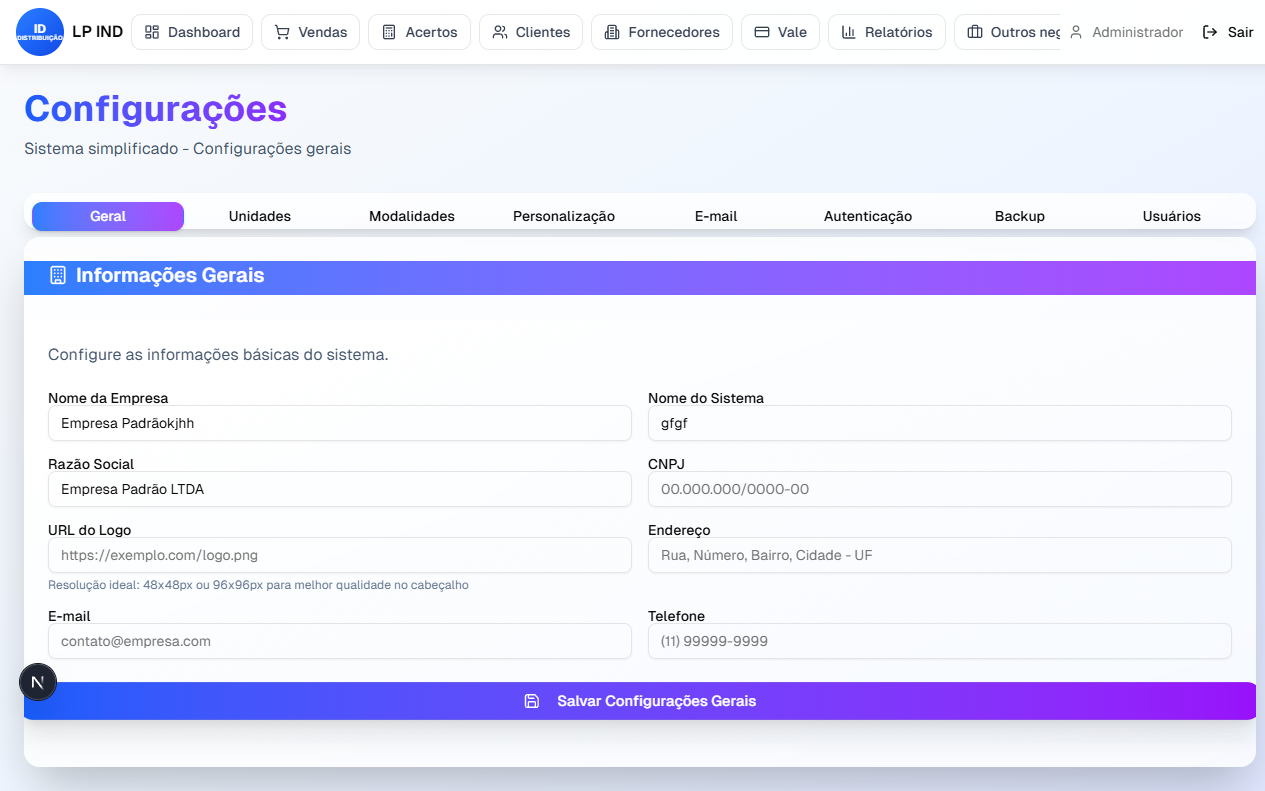 ID
DISTRIBUIÇÃO
LP IND
Dashboard
Vendas
Acertos
Clientes
Fornecedores
Vale
Relatórios
Outros neg
Administrador
Sair
Configurações
Sistema simplificado - Configurações gerais
Geral
Unidades
Modalidades
Personalização
E-mail
Autenticação
Backup
Usuários
Informações Gerais
Configure as informações básicas do sistema.
Nome da Empresa
Nome do Sistema
Empresa Padrãokjhh
gfgf
Razão Social
CNPJ
Empresa Padrão LTDA
00.000.000/0000-00
URL do Logo
Endereço
https://exemplo.com/logo.png
Rua, Número, Bairro, Cidade - UF
Resolução ideal: 48x48px ou 96x96px para melhor qualidade no cabeçalho
E-mail
Telefone
contato@empresa.com
(11) 99999-9999
N
Salvar Configurações Gerais